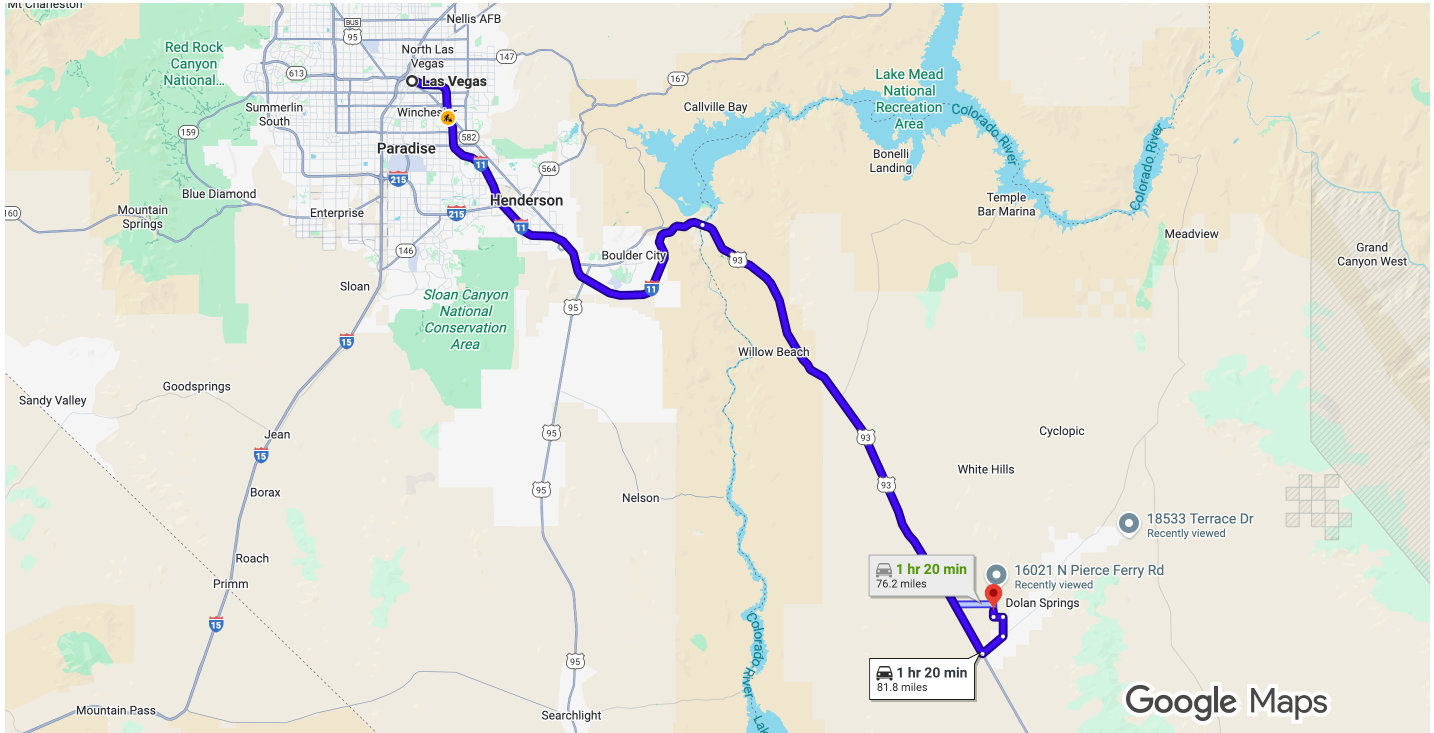 Mt Charleston
Nellis AFB
BUS
95
North Las
Vegas
147
Red Rock
Canyon
National...
613
Las Vegas
167
Lake Mead
National
Recreation
Area
Callville Bay
Summerlin
South
159
582
Paradise
11
Colorado River
Colorado River
Bonelli
Landing
564
215
Blue Diamond
Henderson
Temple
Bar Marina
160
Mountain
Springs
Enterprise
215
11
Meadview
146
Boulder City
93
Grand
Canyon West
Sloan
11
Sloan Canyon
National
Conservation
Area
95
15
Willow Beach
Goodsprings
Sandy Valley
Jean
95
93
Cyclopic
15
White Hills
Borax
95
Nelson
93
18533 Terrace Dr
Recently viewed
Roach
1 hr 20 min
76.2 miles
16021 N Pierce Ferry Rd
Recently viewed
Primm
Dolan Springs
15
Colorado River
95
1 hr 20 min
81.8 miles
Mountain Pass
Searchlight
Google Maps